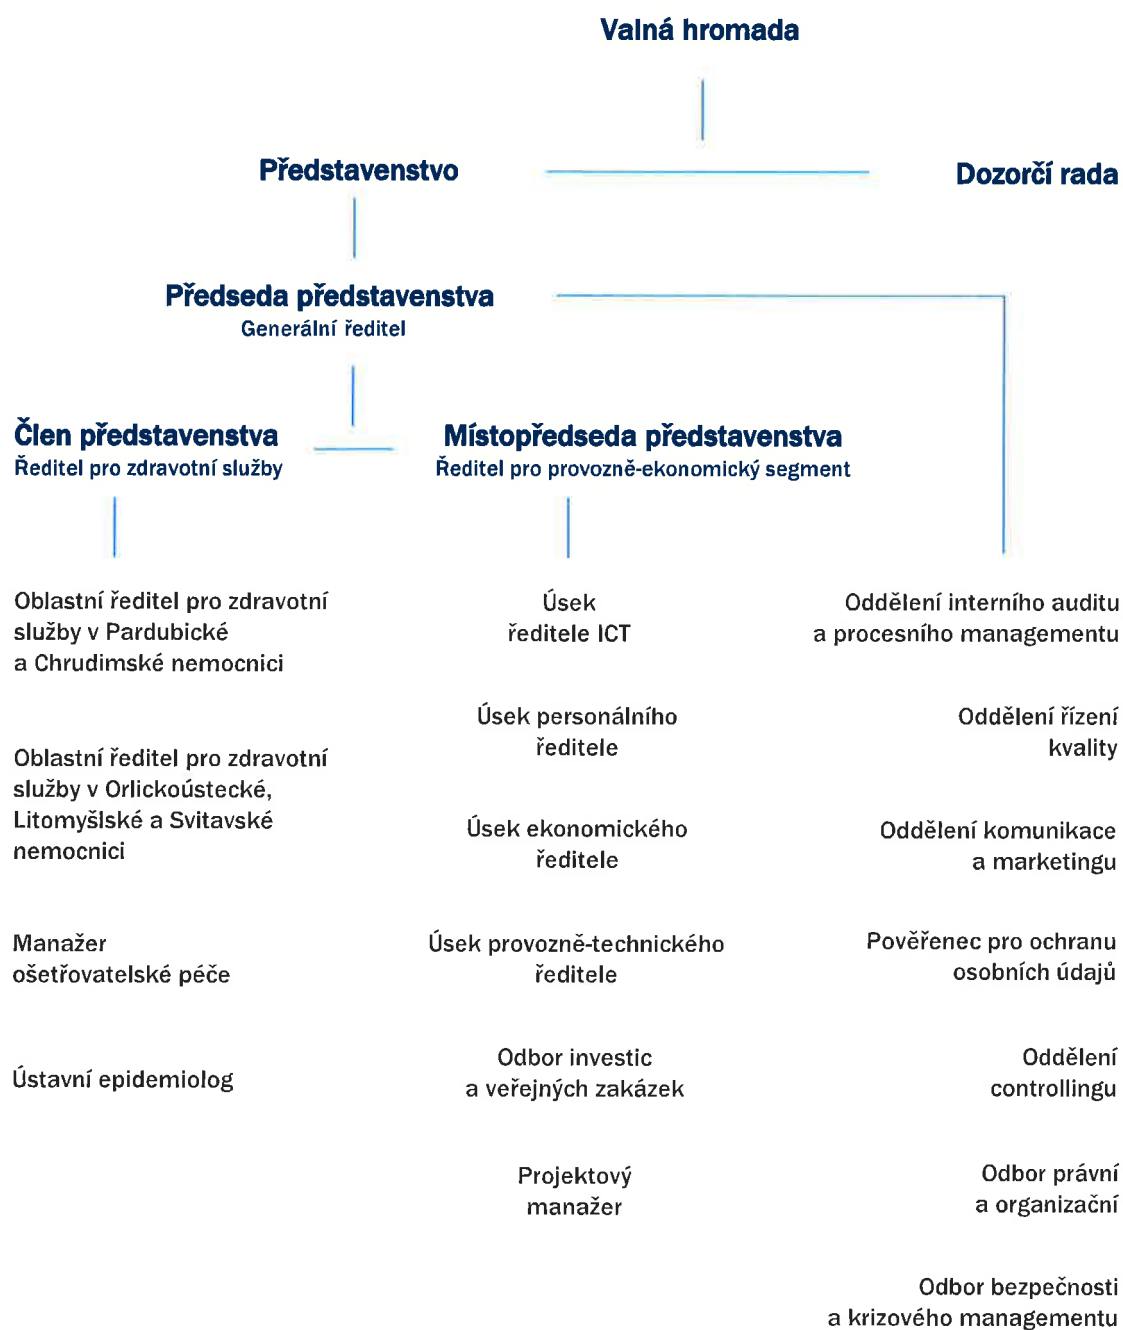 Valná hromada
Představenstvo
Dozorčí rada
Předseda představenstva
Generální ředitel
Člen představenstva
Ředitel pro zdravotní služby
Místopředseda představenstva
Ředitel pro provozně-ekonomický segment
Oblastní ředitel pro zdravotní
služby v Pardubické
a Chrudimské nemocnici
Oblastní ředitel pro zdravotní
služby v Orlickoústecké,
Litomyšlské a Svitavské
nemocnici
Manažer
ošetřovatelské péče
Ústavní epidemiolog
Úsek
ředitele ICT
Úsek personálního
ředitele
Úsek ekonomického
ředitele
Úsek provozně-technického
ředitele
Odbor investic
a veřejných zakázek
Projektový
manažer
Oddělení interního auditu
a procesního managementu
Oddělení řízení
kvality
Oddělení komunikace
a marketingu
Pověřenec pro ochranu
osobních údajů
Oddělení
controllingu
Odbor právní
a organizační
Odbor bezpečnosti
a krizového managementu